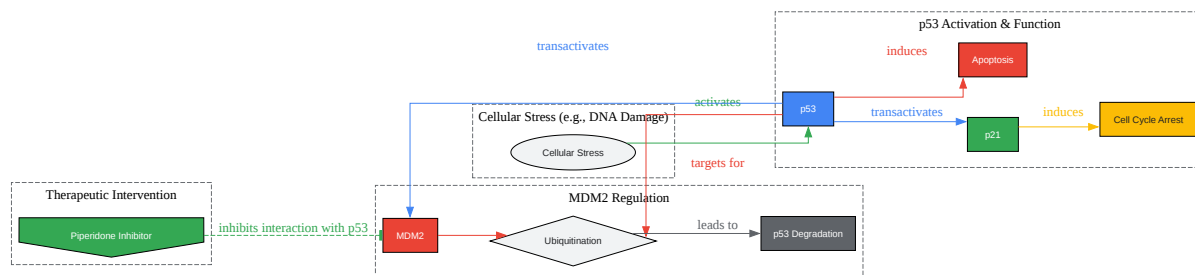 p53 Activation & Function
transactivates
induces
Apoptosis
activates
p53
transactivates
induces
Cell Cycle Arrest
p21
Cellular Stress (e.g., DNA Damage)
Cellular Stress
targets for
Therapeutic Intervention
MDM2 Regulation
Piperidone Inhibitor
inhibits interaction with p53
MDM2
Ubiquitination
leads to
p53 Degradation